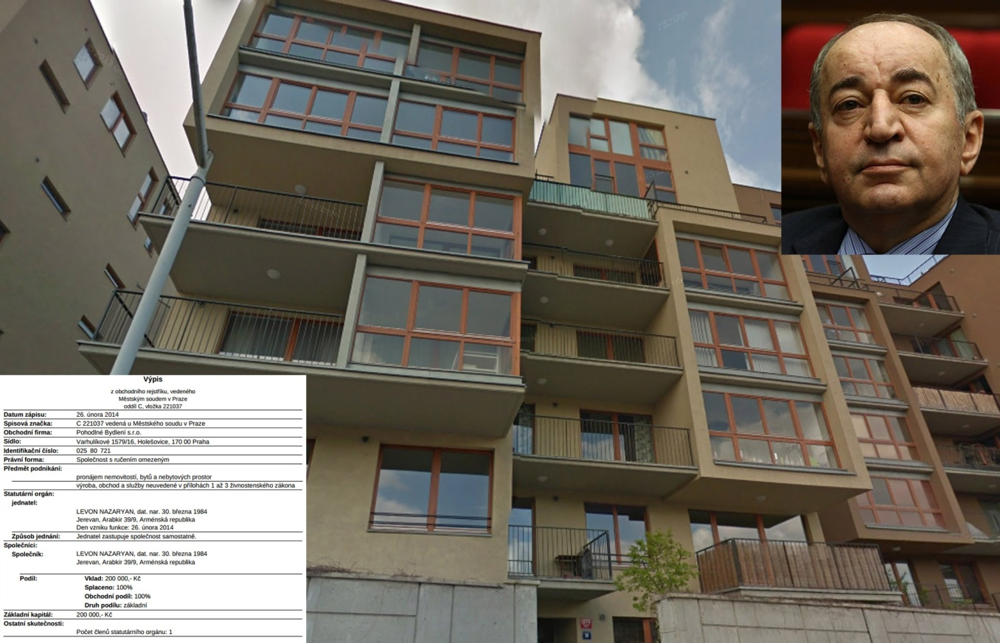 Výpis
z obchodního rejstříku, vedeného
Městským soudem v Praze
oddíl C, vložka 221037
Datum zápisu: 26. února 2014
Spisová značka: C 221037 vedená u Městského soudu v Praze
Obchodní firma: Pohodlné Bydlení s.r.o.
Sídlo: Varhulíkové 1579/16, Holešovice, 170 00 Praha
Identifikační číslo: 025 80 721
Právní forma: Společnost s ručením omezeným
Předmět podnikání:
pronájem nemovitostí, bytů a nebytových prostor
výroba, obchod a služby neuvedené v přílohách 1 až 3 živnostenského zákona
Statutární orgán:
jednatel:
LEVON NAZARYAN, dat. nar. 30. března 1984
Jerevan, Arabkir 39/9, Arménská republika
Den vzniku funkce: 26. února 2014
Způsob jednání: Jednatel zastupuje společnost samostatně.
Společníci:
Společník: LEVON NAZARYAN, dat. nar. 30. března 1984
Jerevan, Arabkir 39/9, Arménská republika
Podíl: Vklad: 200 000,- Kč
Splaceno: 100%
Obchodní podíl: 100%
Druh podílu: základní
Základní kapitál: 200 000,- Kč
Ostatní skutečnosti:
Počet členů statutárního orgánu: 1